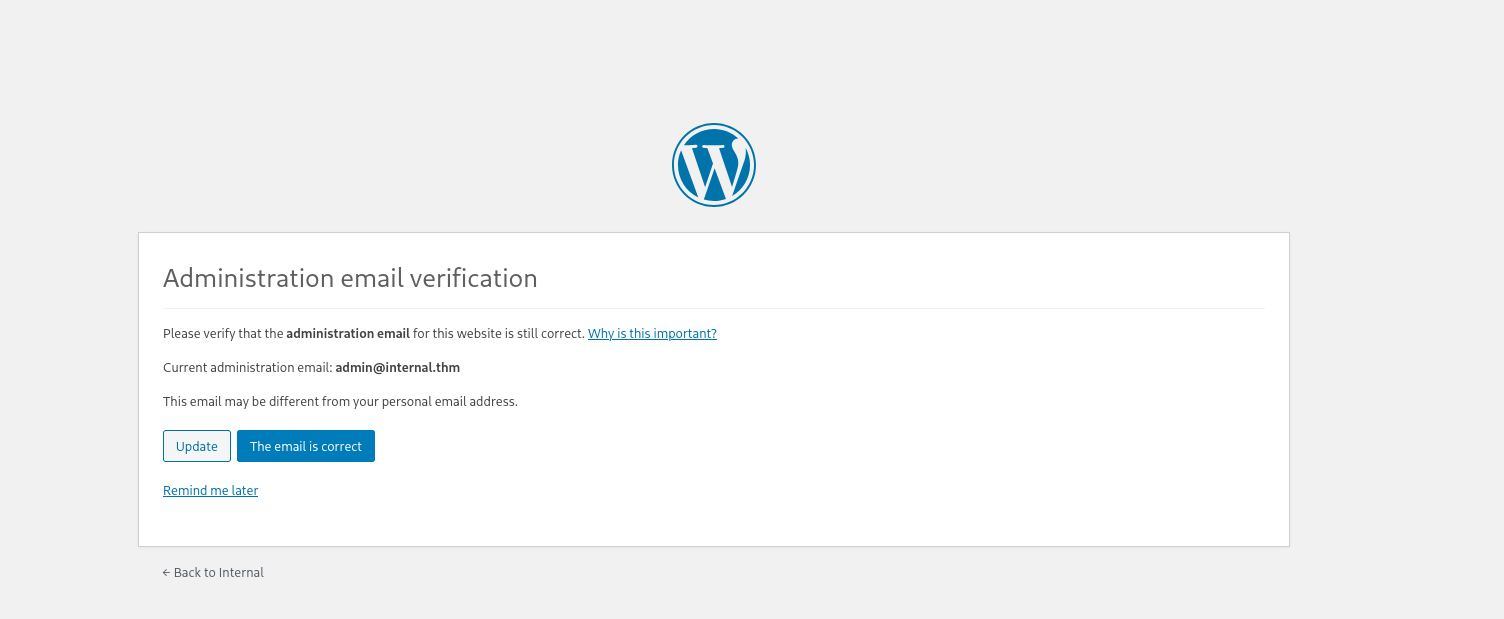 Administration email verification
Please verify that the administration email for this website is still correct. Why is this important?
Current administration email: admin@internal.thm
This email may be different from your personal email address.
Update The email is correct
Remind me later
← Back to Internal